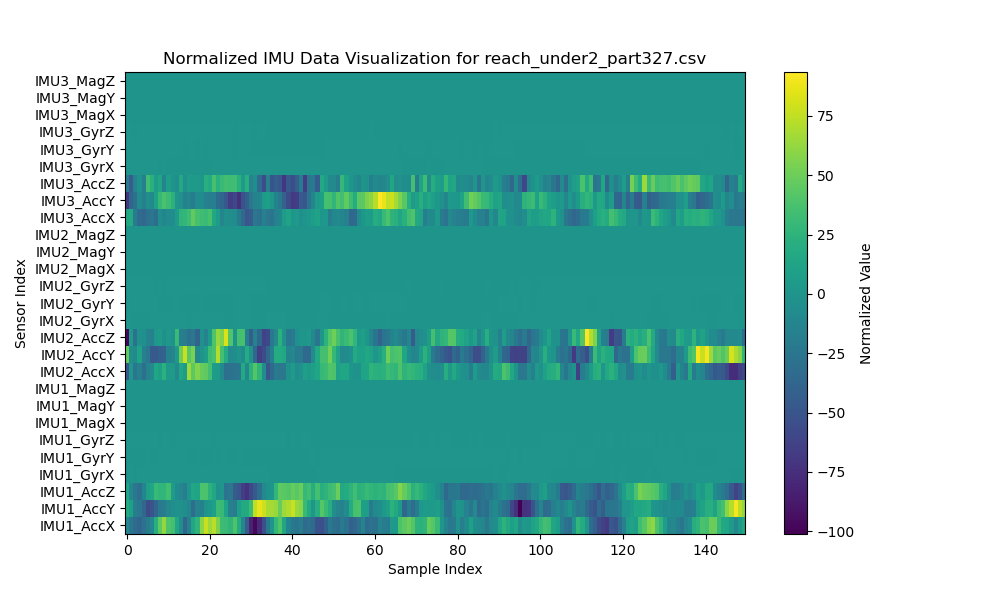 Normalized IMU Data Visualization for reach_under2_part327.csv
IMU3_MagZ
IMU3_MagY
IMU3_MagX
IMU3_GyrZ
IMU3_GyrY
IMU3_GyrX
IMU3_AccZ
IMU3_AccY
IMU3_AccX
IMU2_MagZ
IMU2_MagY
IMU2_MagX
IMU2_GyrZ
IMU2_GyrY
IMU2_GyrX
IMU2_AccZ
IMU2_AccY
IMU2_AccX
IMU1_MagZ
IMU1_MagY
IMU1_MagX
IMU1_GyrZ
IMU1_GyrY
IMU1_GyrX
IMU1_AccZ
IMU1_AccY
IMU1_AccX
Sensor Index
0 20 40 60 80 100 120 140
Sample Index
75
50
25
0
−25
−50
−75
−100
Normalized Value